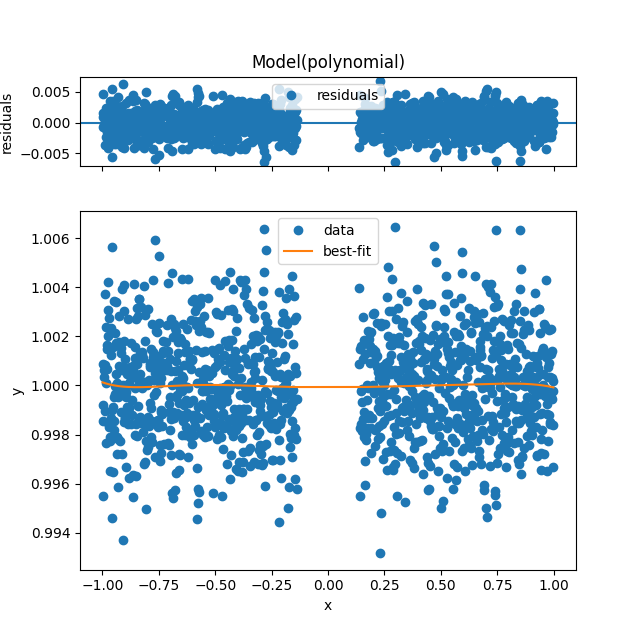 Model(polynomial)
0.005
0.000
−0.005
residuals
residuals
1.006
1.004
1.002
1.000
0.998
0.996
0.994
y
data
best-fit
−1.00 −0.75 −0.50 −0.25 0.00 0.25 0.50 0.75 1.00
x